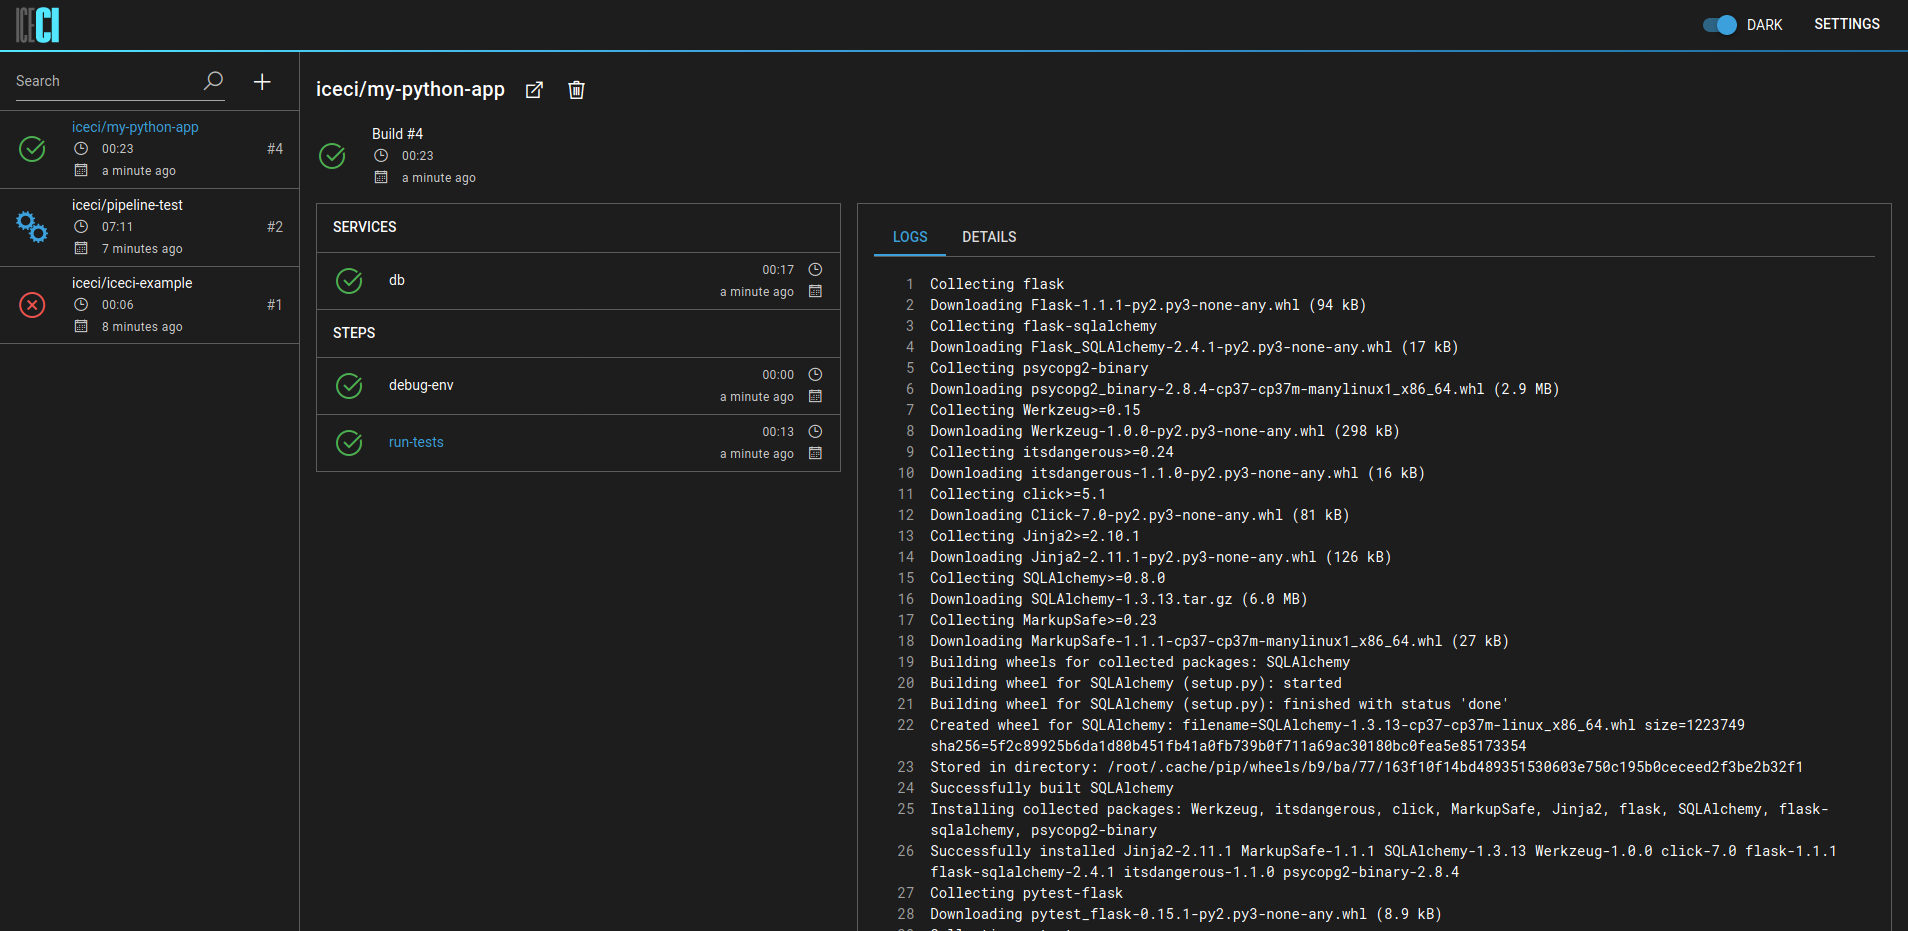 ICECI
DARK
SETTINGS
Search
iceci/my-python-app
00:23
#4
a minute ago
iceci/pipeline-test
07:11
#2
7 minutes ago
iceci/iceci-example
00:06
#1
8 minutes ago
iceci/my-python-app
Build #4
00:23
a minute ago
SERVICES
db
00:17
a minute ago
STEPS
debug-env
00:00
a minute ago
run-tests
00:13
a minute ago
LOGS DETAILS
1 Collecting flask
2 Downloading Flask-1.1.1-py2.py3-none-any.whl (94 kB)
3 Collecting flask-sqlalchemy
4 Downloading Flask_SQLAlchemy-2.4.1-py2.py3-none-any.whl (17 kB)
5 Collecting psycopg2-binary
6 Downloading psycopg2_binary-2.8.4-cp37-cp37m-manylinux1_x86_64.whl (2.9 MB)
7 Collecting Werkzeug>=0.15
8 Downloading Werkzeug-1.0.0-py2.py3-none-any.whl (298 kB)
9 Collecting itsdangerous>=0.24
10 Downloading itsdangerous-1.1.0-py2.py3-none-any.whl (16 kB)
11 Collecting click>=5.1
12 Downloading Click-7.0-py2.py3-none-any.whl (81 kB)
13 Collecting Jinja2>=2.10.1
14 Downloading Jinja2-2.11.1-py2.py3-none-any.whl (126 kB)
15 Collecting SQLAlchemy>=0.8.0
16 Downloading SQLAlchemy-1.3.13.tar.gz (6.0 MB)
17 Collecting MarkupSafe>=0.23
18 Downloading MarkupSafe-1.1.1-cp37-cp37m-manylinux1_x86_64.whl (27 kB)
19 Building wheels for collected packages: SQLAlchemy
20 Building wheel for SQLAlchemy (setup.py): started
21 Building wheel for SQLAlchemy (setup.py): finished with status 'done'
22 Created wheel for SQLAlchemy: filename=SQLAlchemy-1.3.13-cp37-cp37m-linux_x86_64.whl size=1223749
sha256=5f2c89925b6da1d80b451fb41a0fb739b0f711a69ac30180bc0fea5e85173354
23 Stored in directory: /root/.cache/pip/wheels/b9/ba/77/163f10f14bd489351530603e750c195b0ceceed2f3be2b32f1
24 Successfully built SQLAlchemy
25 Installing collected packages: Werkzeug, itsdangerous, click, MarkupSafe, Jinja2, flask, SQLAlchemy, flask-
sqlalchemy, psycopg2-binary
26 Successfully installed Jinja2-2.11.1 MarkupSafe-1.1.1 SQLAlchemy-1.3.13 Werkzeug-1.0.0 click-7.0 flask-1.1.1
flask-sqlalchemy-2.4.1 itsdangerous-1.1.0 psycopg2-binary-2.8.4
27 Collecting pytest-flask
28 Downloading pytest_flask-0.15.1-py2.py3-none-any.whl (8.9 kB)